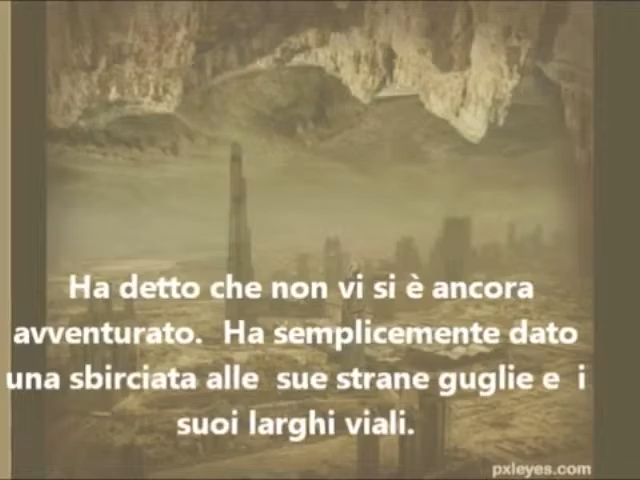 Ha detto che non vi si è ancora
avventurato. Ha semplicemente dato
una sbirciata alle sue strane guglie e i
suoi larghi viali.
pxleyes.com